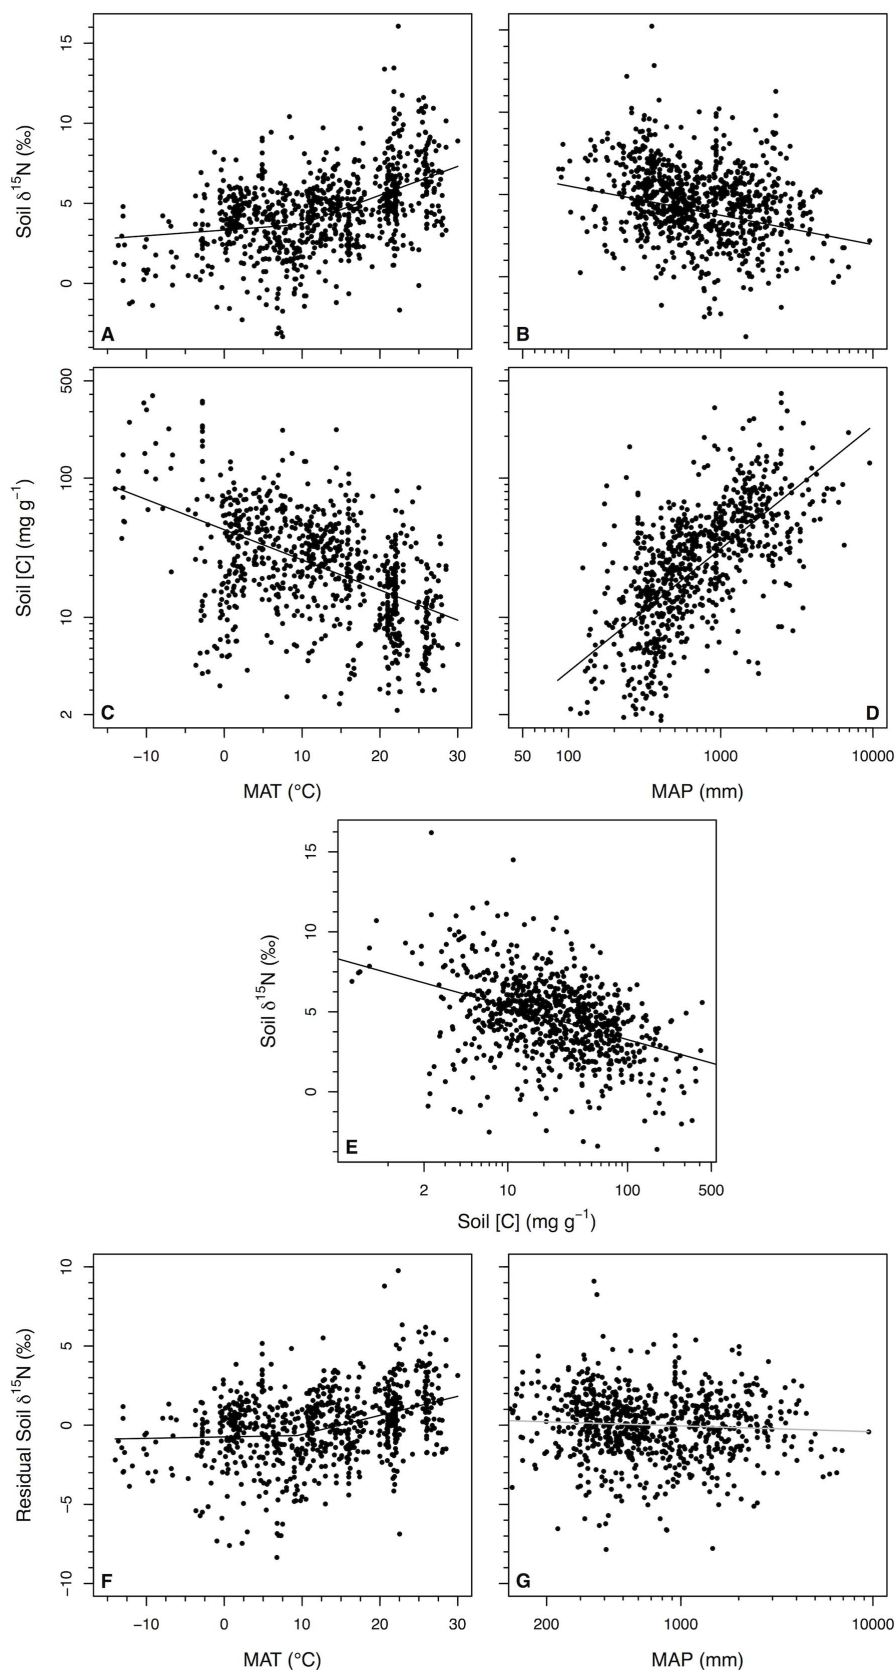 Soil δ¹⁵N (‰)
15
10
5
0
A
B
Soil [C] (mg g⁻¹)
500
100
10
2
C
D
−10 0 10 20 30
50 100 1000 10000
MAT (°C)
MAP (mm)
Soil δ¹⁵N (‰)
15
10
5
0
E
2 10 100 500
Soil [C] (mg g⁻¹)
Residual Soil δ¹⁵N (‰)
10
5
0
−5
−10
F
G
−10 0 10 20 30
200 1000 10000
MAT (°C)
MAP (mm)